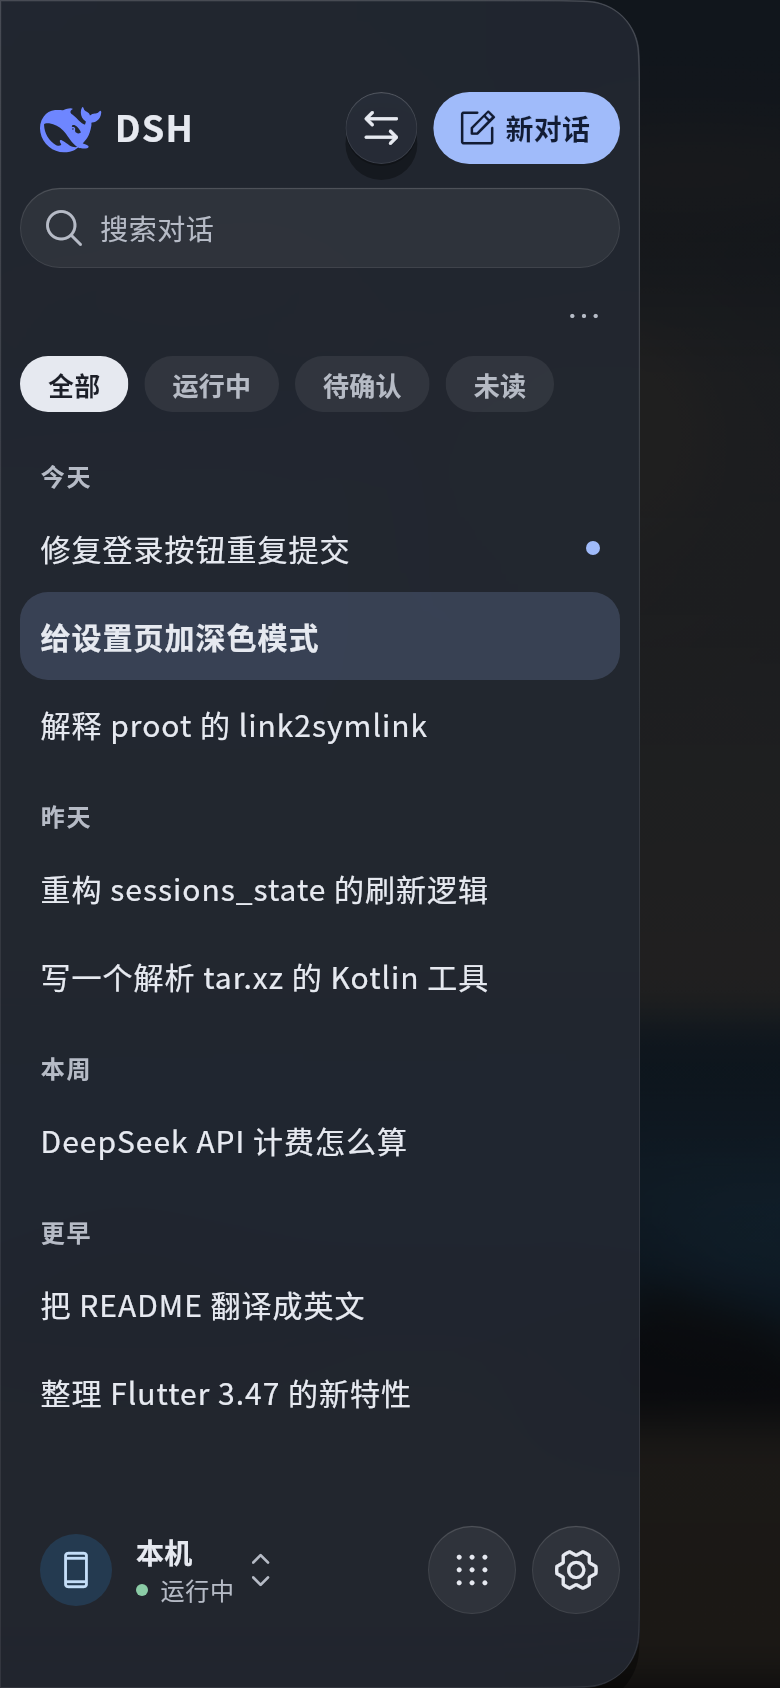 DSH
新对话
搜索对话
...
全部 运行中 待确认 未读
今天
修复登录按钮重复提交
给设置页加深色模式
解释 proot 的 link2symlink
昨天
重构 sessions_state 的刷新逻辑
写一个解析 tar.xz 的 Kotlin 工具
本周
DeepSeek API 计费怎么算
更早
把 README 翻译成英文
整理 Flutter 3.47 的新特性
本机
运行中